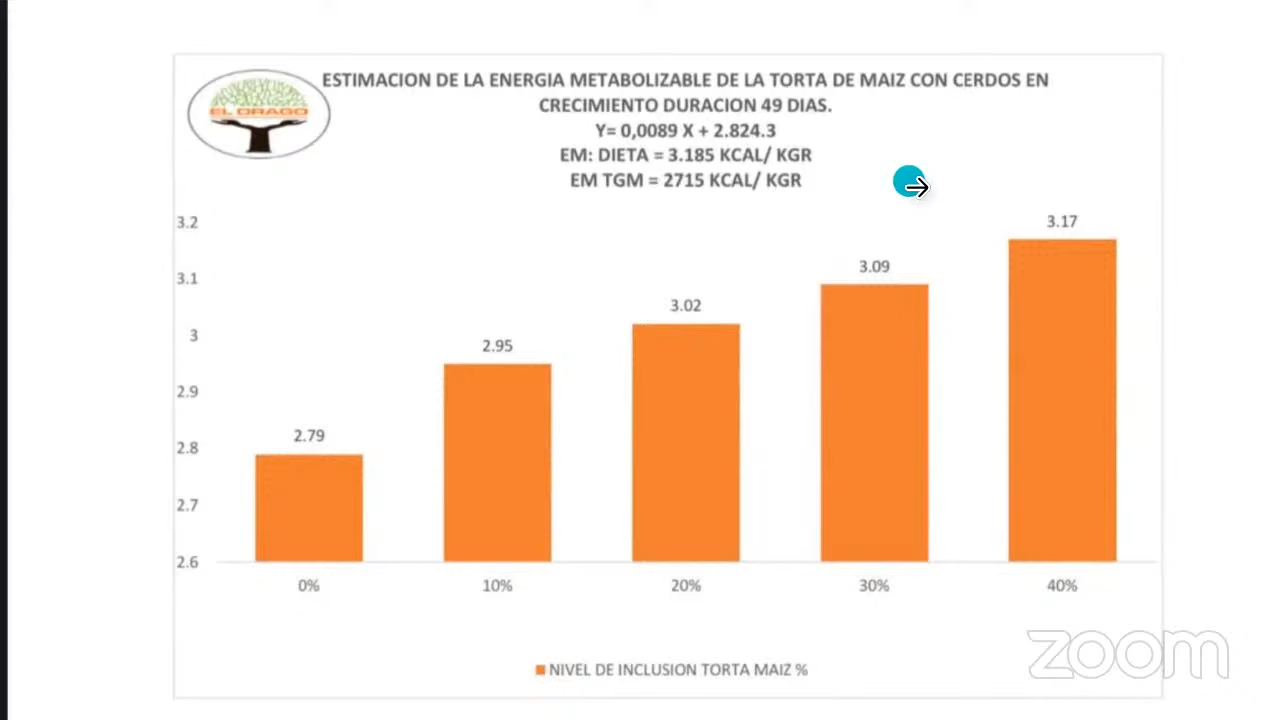 EL DRAGO
ESTIMACION DE LA ENERGIA METABOLIZABLE DE LA TORTA DE MAIZ CON CERDOS EN
CRECIMIENTO DURACION 49 DIAS.
Y= 0,0089 X + 2.824.3
EM: DIETA = 3.185 KCAL/ KGR
EM TGM = 2715 KCAL/ KGR
3.2
3.1
3
2.9
2.8
2.7
2.6
2.79
2.95
3.02
3.09
3.17
0%
10%
20%
30%
40%
NIVEL DE INCLUSION TORTA MAIZ %
zoom